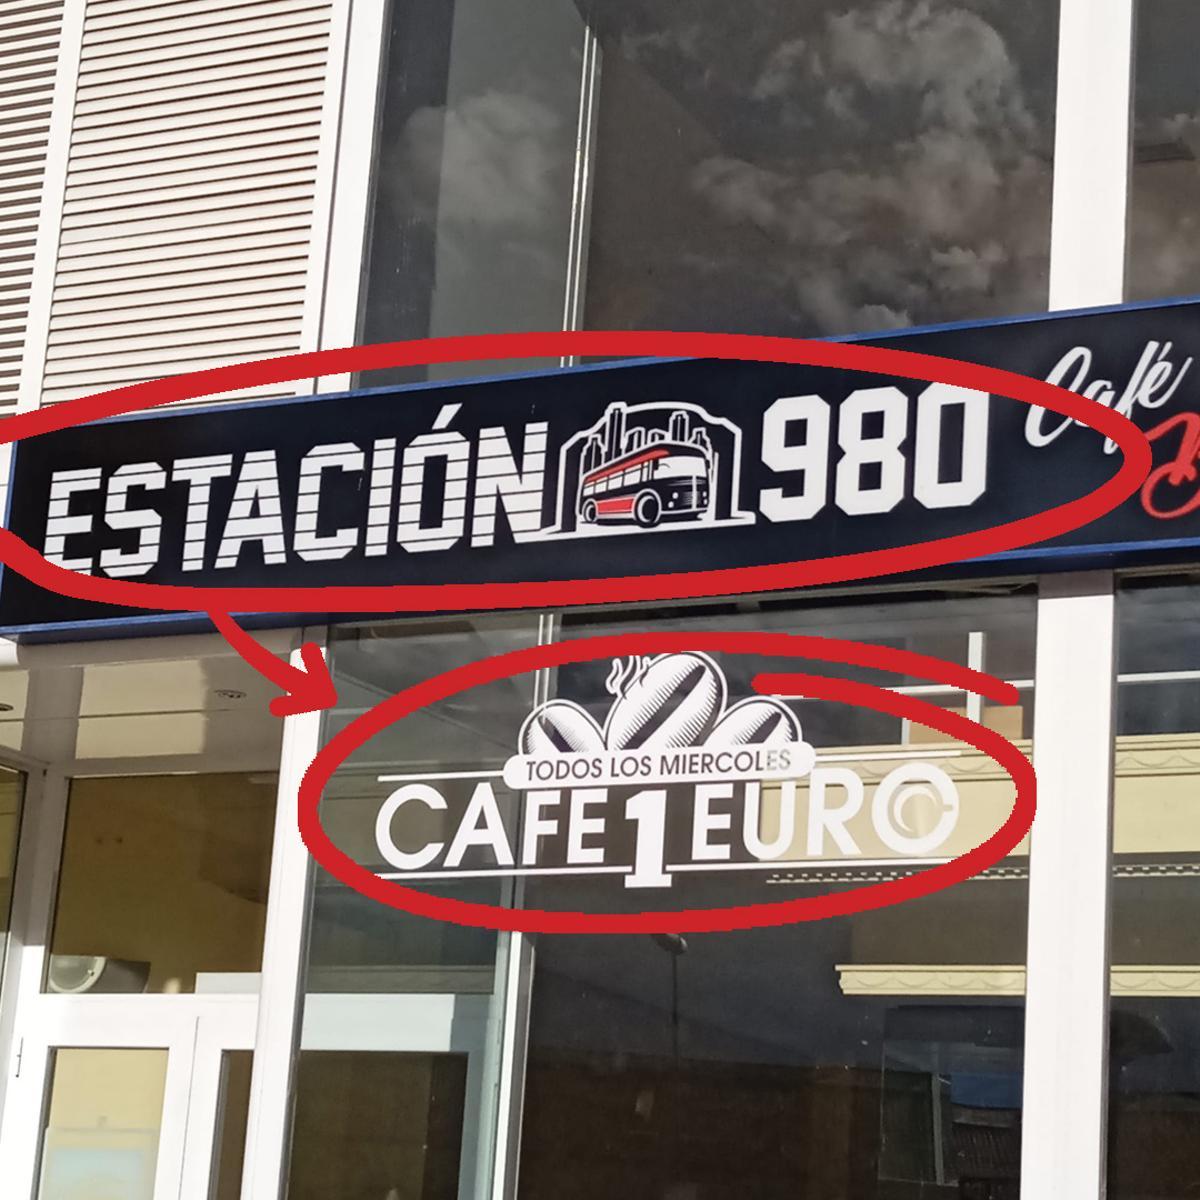 ESTACIÓN 980 Café
TODOS LOS MIERCOLES
CAFE 1 EURO